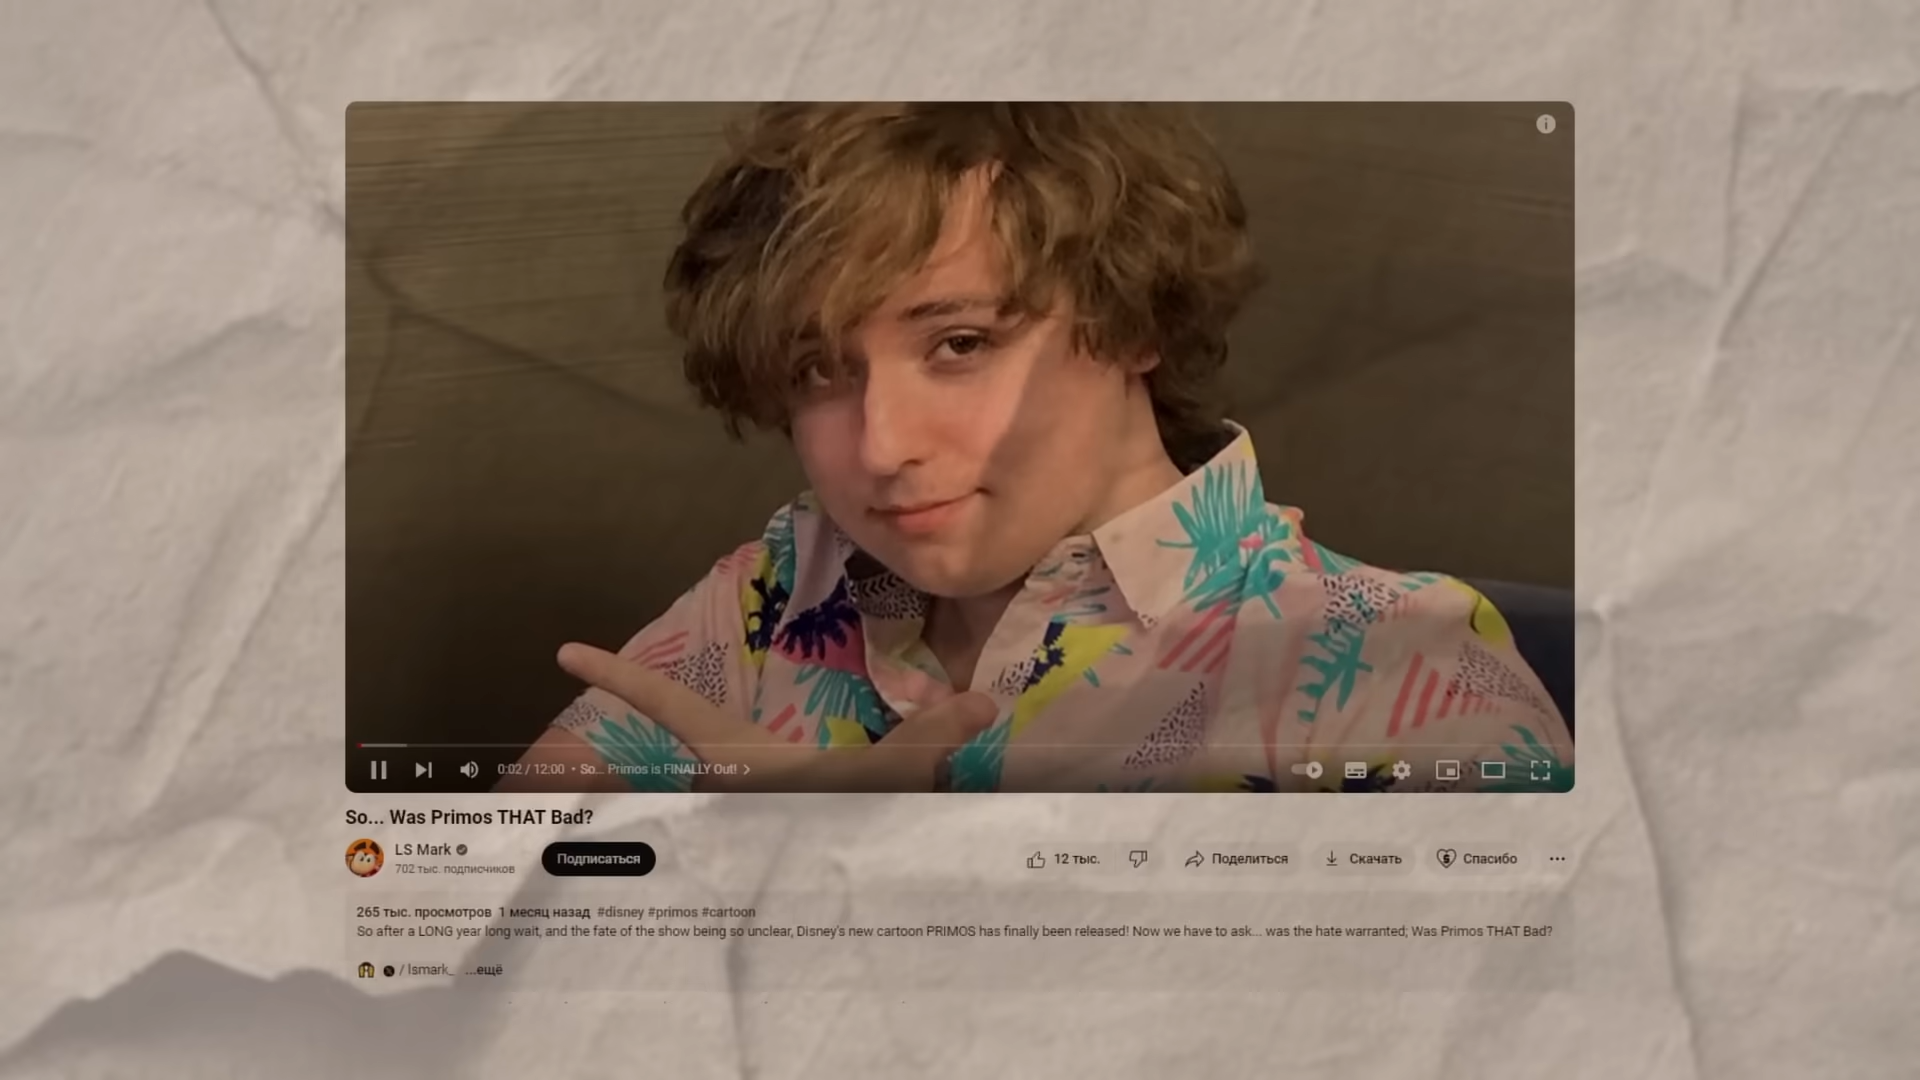 0:02 / 12:00 • So... Primos is FINALLY Out!
So... Was Primos THAT Bad?
LS Mark
702 тыс. подписчиков
Подписаться
12 тыс.
Поделиться
Скачать
Спасибо
265 тыс. просмотров 1 месяц назад #disney #primos #cartoon
So after a LONG year long wait, and the fate of the show being so unclear, Disney's new cartoon PRIMOS has finally been released! Now we have to ask... was the hate warranted; Was Primos THAT Bad?
/ lsmark_ ...ещё